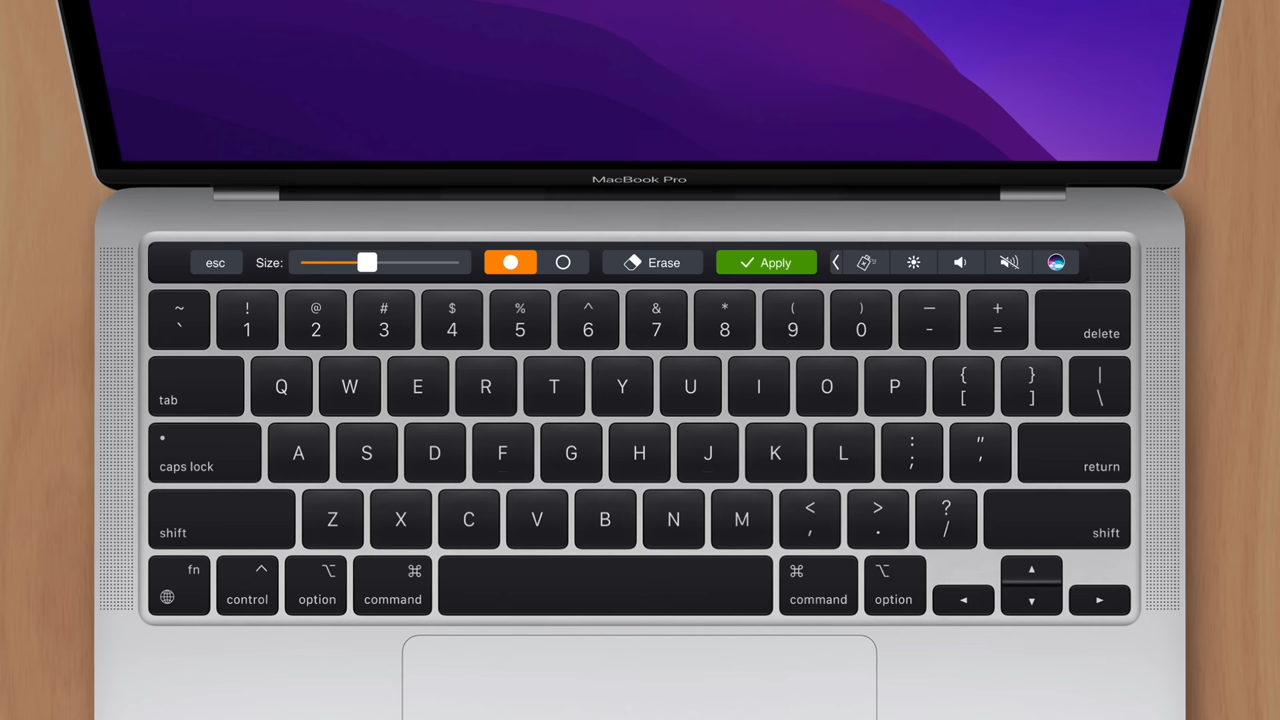 MacBook Pro
esc Size: Erase Apply
~ ! @ # $ % ^ & * ( ) — +
` 1 2 3 4 5 6 7 8 9 0 - = delete
tab Q W E R T Y U I O P { [ } ] | \
caps lock A S D F G H J K L : ; " ' return
shift Z X C V B N M < , > . ? / shift
fn ^ ⌥ ⌘ ⌘ ⌥ ▲
control option command command option ◄ ▼ ►